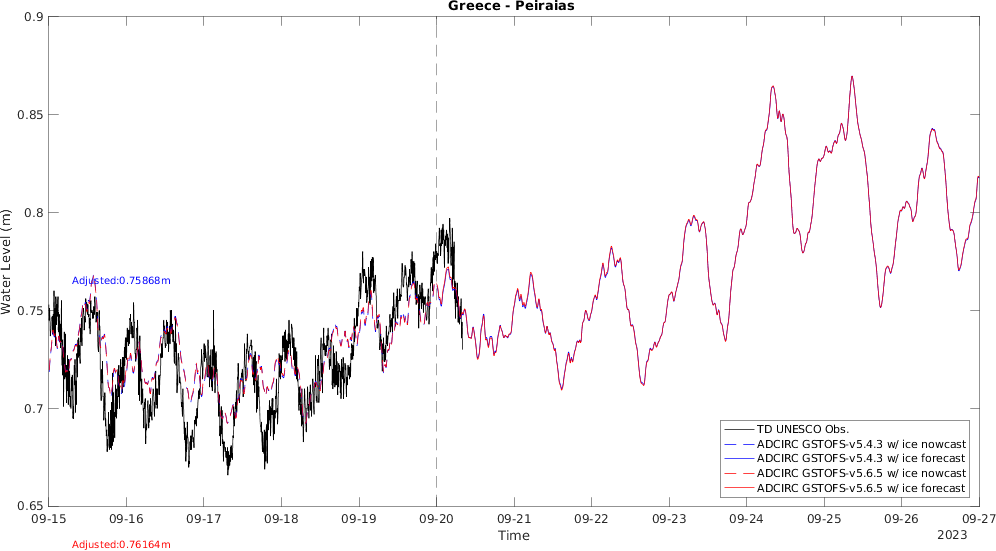 Greece - Peiraias
0.9
0.85
0.8
0.75
0.7
0.65
Water Level (m)
Adjusted:0.75868m
TD UNESCO Obs.
ADCIRC GSTOFS-v5.4.3 w/ ice nowcast
ADCIRC GSTOFS-v5.4.3 w/ ice forecast
ADCIRC GSTOFS-v5.6.5 w/ ice nowcast
ADCIRC GSTOFS-v5.6.5 w/ ice forecast
09-15 09-16 09-17 09-18 09-19 09-20 09-21 09-22 09-23 09-24 09-25 09-26 09-27
Time
2023
Adjusted:0.76164m